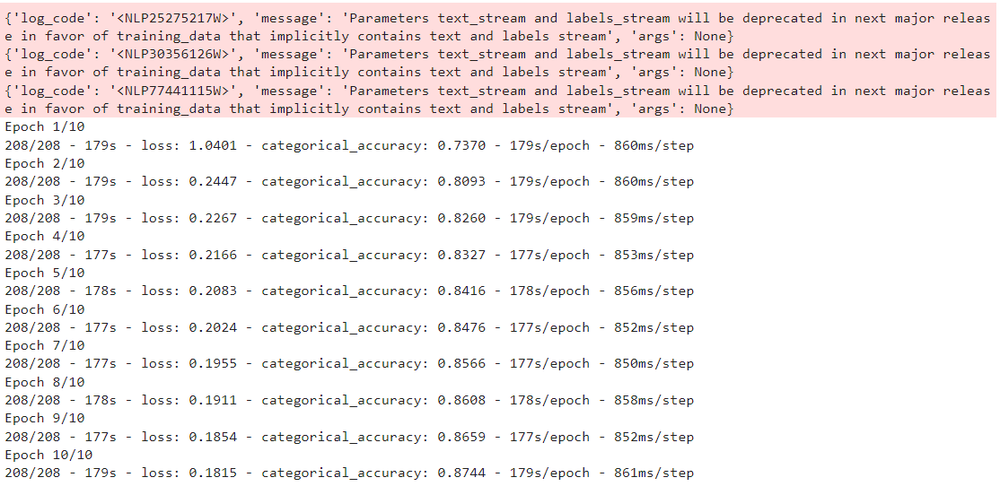 {'log_code': '<NLP25275217W>', 'message': 'Parameters text_stream and labels_stream will be deprecated in next major releas
e in favor of training_data that implicitly contains text and labels stream', 'args': None}
{'log_code': '<NLP30356126W>', 'message': 'Parameters text_stream and labels_stream will be deprecated in next major releas
e in favor of training_data that implicitly contains text and labels stream', 'args': None}
{'log_code': '<NLP77441115W>', 'message': 'Parameters text_stream and labels_stream will be deprecated in next major releas
e in favor of training_data that implicitly contains text and labels stream', 'args': None}
Epoch 1/10
208/208 - 179s - loss: 1.0401 - categorical_accuracy: 0.7370 - 179s/epoch - 860ms/step
Epoch 2/10
208/208 - 179s - loss: 0.2447 - categorical_accuracy: 0.8093 - 179s/epoch - 860ms/step
Epoch 3/10
208/208 - 179s - loss: 0.2267 - categorical_accuracy: 0.8260 - 179s/epoch - 859ms/step
Epoch 4/10
208/208 - 177s - loss: 0.2166 - categorical_accuracy: 0.8327 - 177s/epoch - 853ms/step
Epoch 5/10
208/208 - 178s - loss: 0.2083 - categorical_accuracy: 0.8416 - 178s/epoch - 856ms/step
Epoch 6/10
208/208 - 177s - loss: 0.2024 - categorical_accuracy: 0.8476 - 177s/epoch - 852ms/step
Epoch 7/10
208/208 - 177s - loss: 0.1955 - categorical_accuracy: 0.8566 - 177s/epoch - 850ms/step
Epoch 8/10
208/208 - 178s - loss: 0.1911 - categorical_accuracy: 0.8608 - 178s/epoch - 858ms/step
Epoch 9/10
208/208 - 177s - loss: 0.1854 - categorical_accuracy: 0.8659 - 177s/epoch - 852ms/step
Epoch 10/10
208/208 - 179s - loss: 0.1815 - categorical_accuracy: 0.8744 - 179s/epoch - 861ms/step